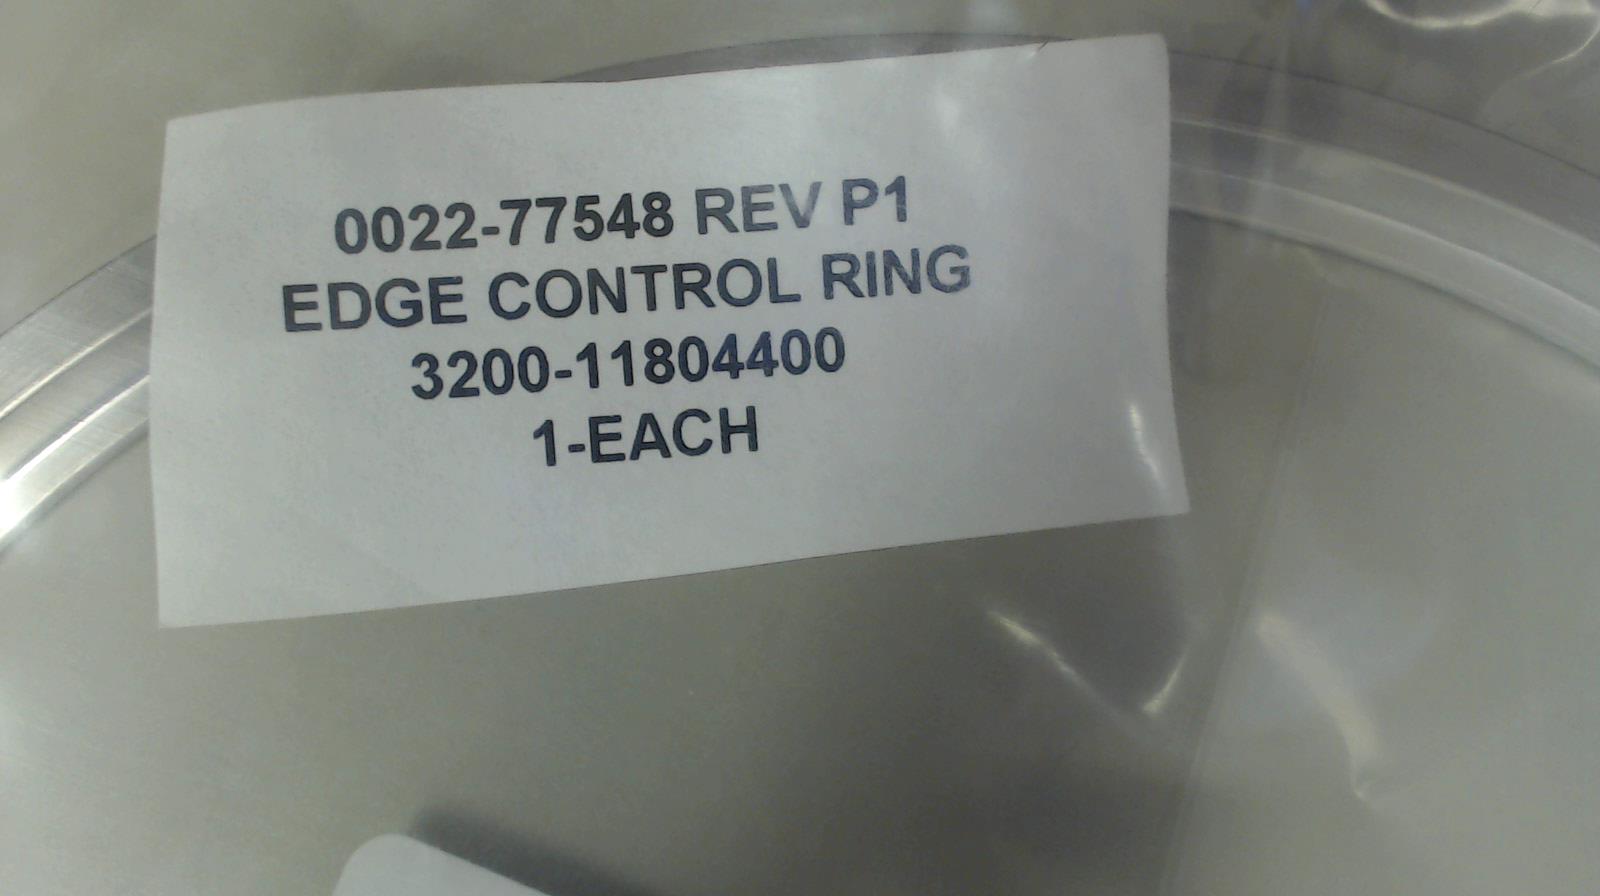 0022-77548 REV P1
EDGE CONTROL RING
3200-11804400
1-EACH